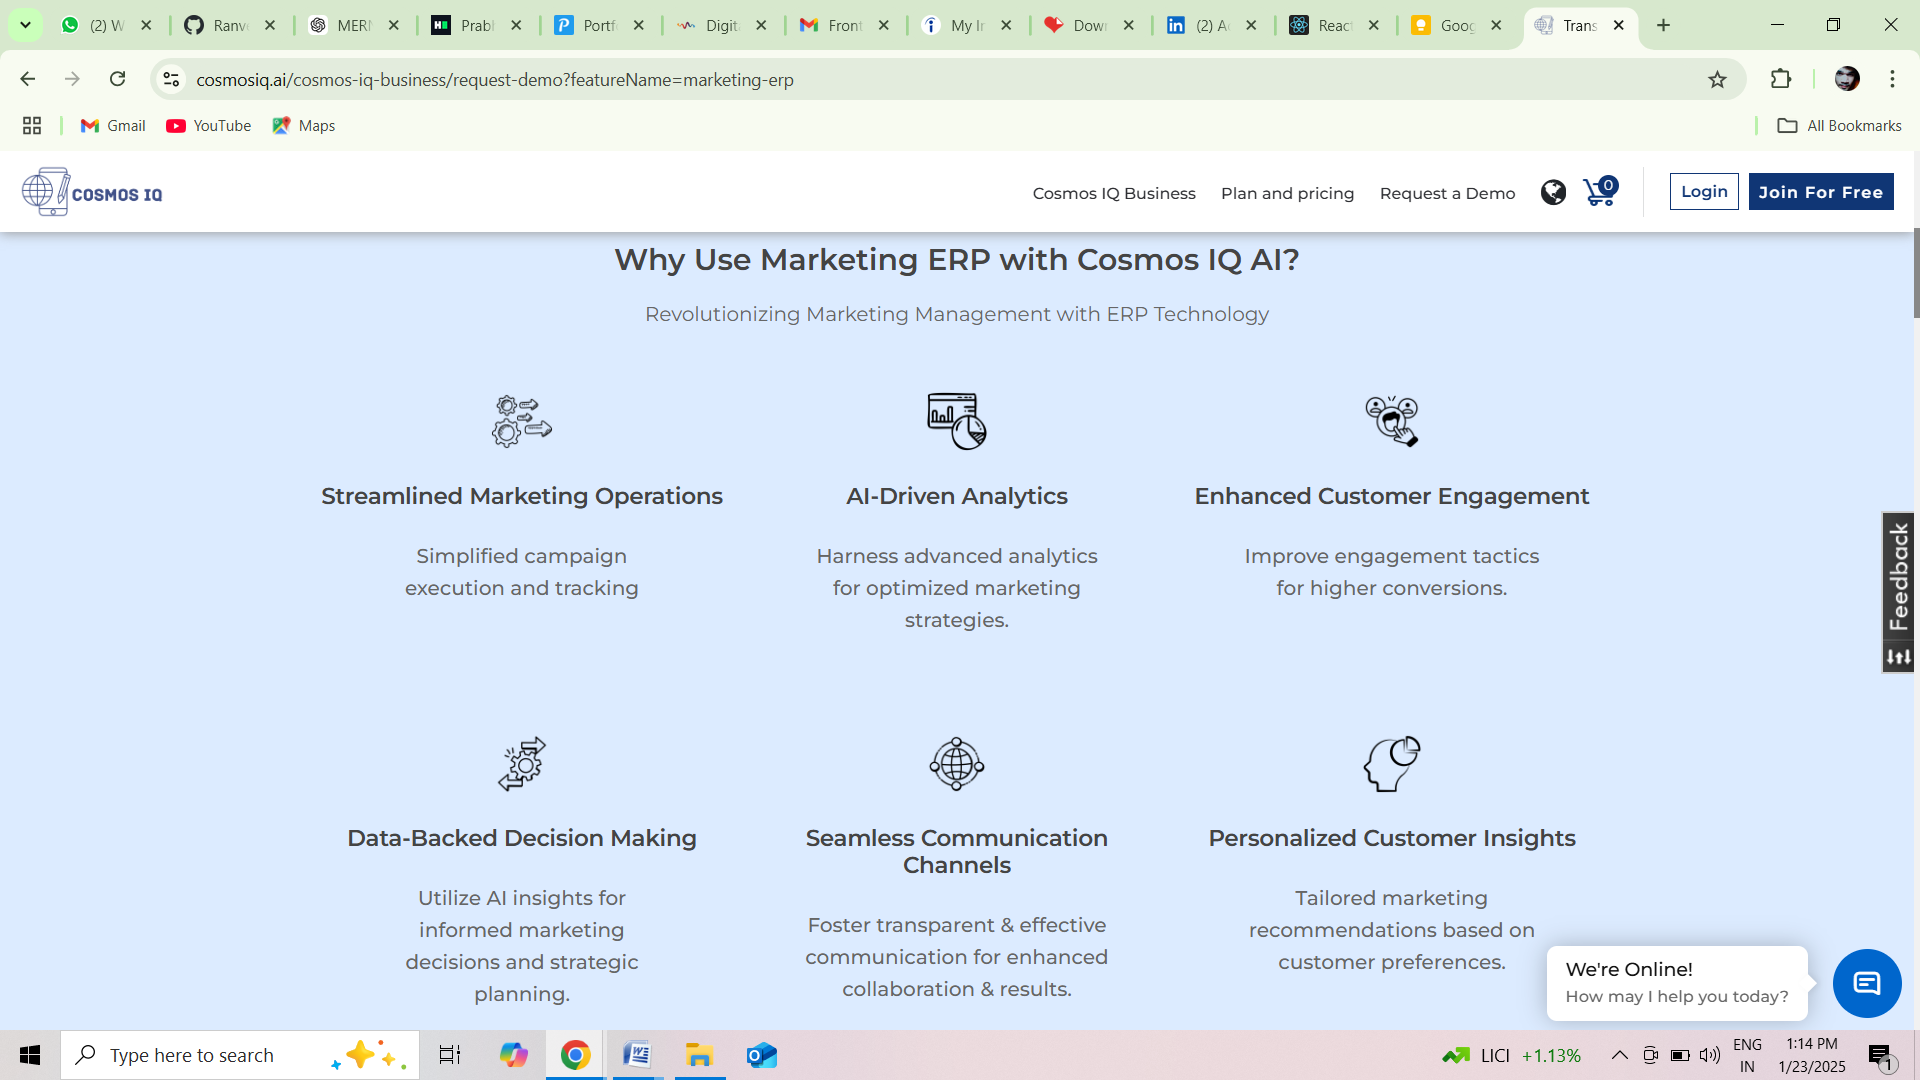 (2) W
Ranv
MERN
Prabl
Portf
Digit
Front
My In
Down
(2) Ac
React
Goog
Trans
cosmosiq.ai/cosmos-iq-business/request-demo?featureName=marketing-erp
Gmail
YouTube
Maps
All Bookmarks
COSMOS IQ
Cosmos IQ Business
Plan and pricing
Request a Demo
0
Login
Join For Free
Why Use Marketing ERP with Cosmos IQ AI?
Revolutionizing Marketing Management with ERP Technology
Streamlined Marketing Operations
Simplified campaign
execution and tracking
AI-Driven Analytics
Harness advanced analytics
for optimized marketing
strategies.
Enhanced Customer Engagement
Improve engagement tactics
for higher conversions.
Feedback
Data-Backed Decision Making
Utilize AI insights for
informed marketing
decisions and strategic
planning.
Seamless Communication
Channels
Foster transparent & effective
communication for enhanced
collaboration & results.
Personalized Customer Insights
Tailored marketing
recommendations based on
customer preferences.
We're Online!
How may I help you today?
Type here to search
LICI +1.13%
ENG
IN
1:14 PM
1/23/2025
1